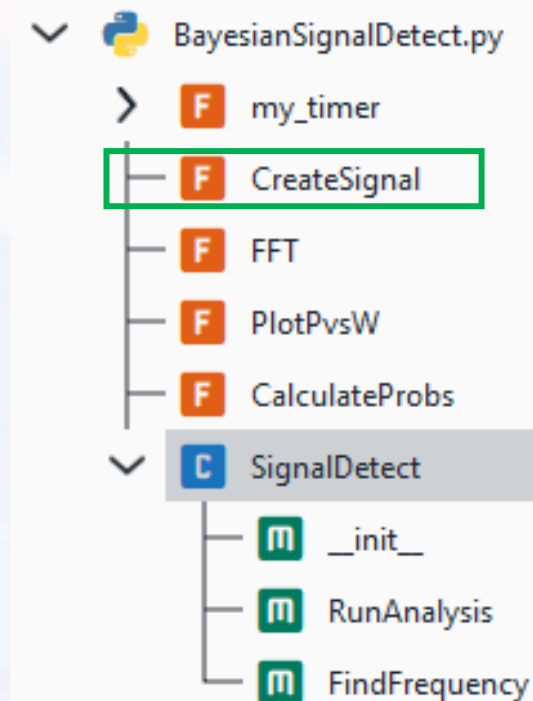 BayesianSignalDetect.py
F my_timer
F CreateSignal
F FFT
F PlotPvsW
F CalculateProbs
C SignalDetect
m __init__
m RunAnalysis
m FindFrequency